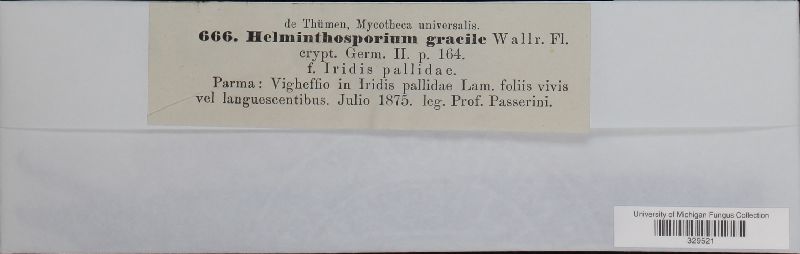 de Thümen, Mycotheca universalis.
666. Helminthosporium gracile Wallr. Fl.
crypt. Germ. II. p. 164.
f. Iridis pallidae.
Parma: Vigheffio in Iridis pallidae Lam. foliis vivis
vel languescentibus. Julio 1875. leg. Prof. Passerini.
University of Michigan Fungus Collection
329521